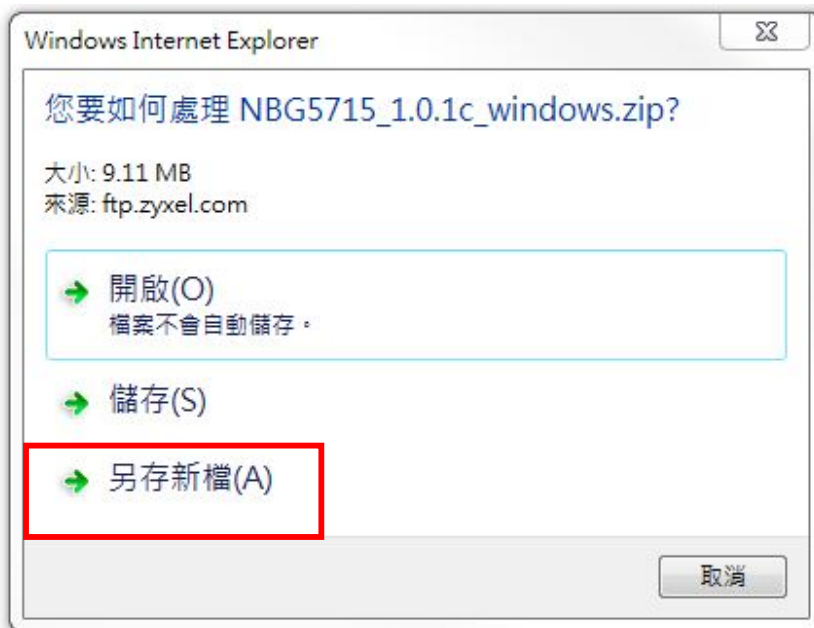 Windows Internet Explorer
您要如何處理 NBG5715_1.0.1c_windows.zip?
大小: 9.11 MB
來源: ftp.zyxel.com
開啟(O)
檔案不會自動儲存。
儲存(S)
另存新檔(A)
取消